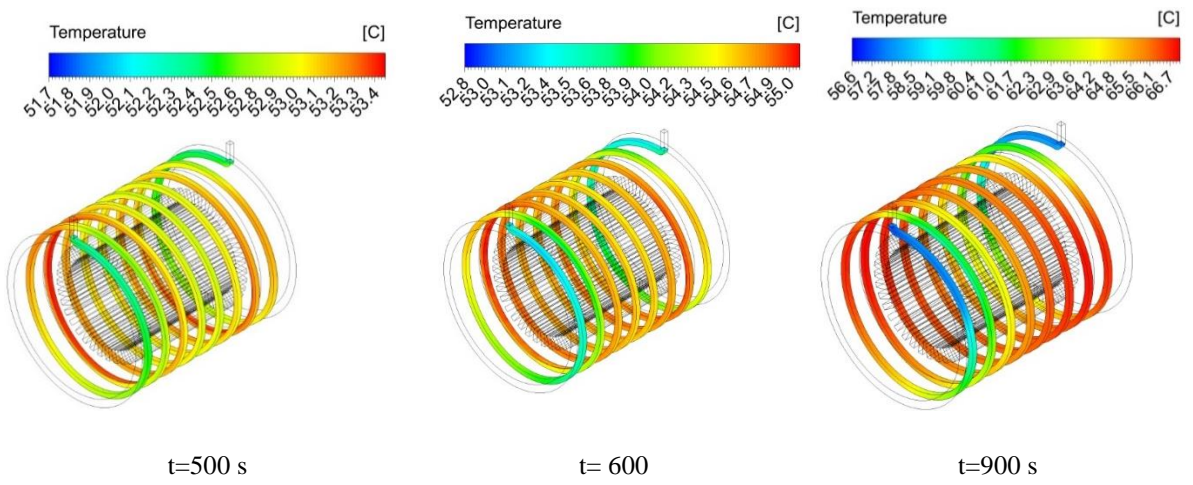 Temperature [C]
51.7 51.8 51.9 52.0 52.1 52.2 52.4 52.5 52.6 52.8 52.9 53.0 53.1 53.2 53.3 53.4
Temperature [C]
52.8 53.0 53.1 53.2 53.4 53.5 53.6 53.8 53.9 54.0 54.2 54.4 54.6 54.7 54.9 55.0
Temperature [C]
56.6 57.2 57.8 58.5 59.1 59.8 60.4 61.0 61.7 62.3 62.9 63.6 64.2 64.8 65.5 66.1 66.7
t=500 s
t= 600
t=900 s